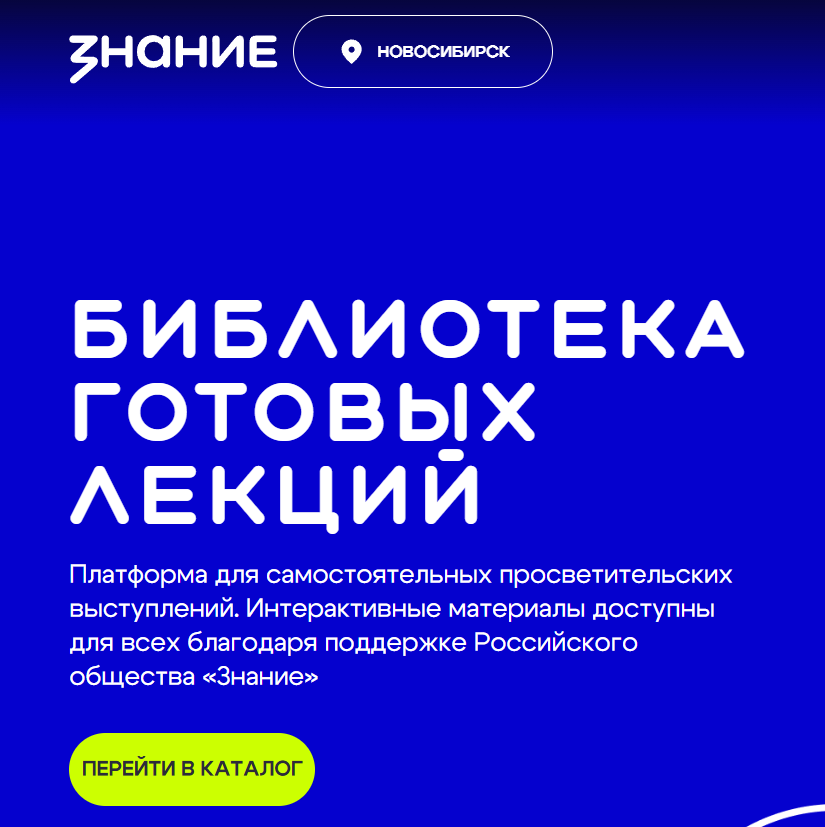 ЗНАНИЕ
НОВОСИБИРСК
БИБЛИОТЕКА
ГОТОВЫХ
ЛЕКЦИЙ
Платформа для самостоятельных просветительских
выступлений. Интерактивные материалы доступны
для всех благодаря поддержке Российского
общества «Знание»
ПЕРЕЙТИ В КАТАЛОГ